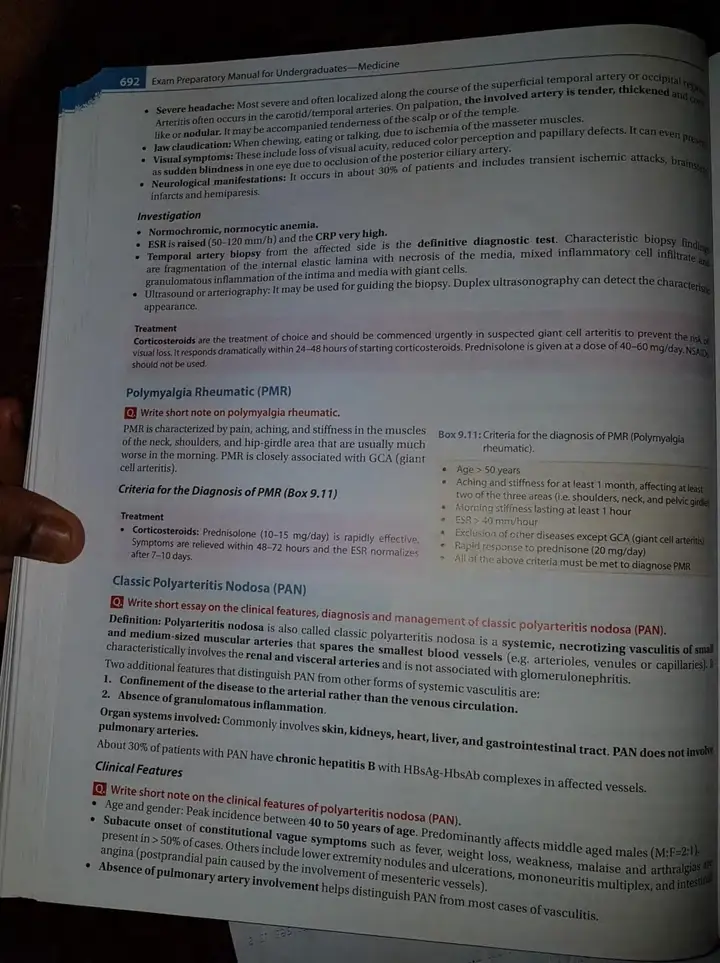 692 Exam Preparatory Manual for Undergraduates—Medicine
• Severe headache: Most severe and often localized along the course of the superficial temporal artery or occipital
Arteritis often occurs in the carotid/temporal arteries. On palpation, the involved artery is tender, thickened and
like or nodular. It may be accompanied tenderness of the scalp or of the temple.
• Jaw claudication: When chewing, eating or talking, due to ischemia of the masseter muscles.
• Visual symptoms: These include loss of visual acuity, reduced color perception and papillary defects. It can even present
as sudden blindness in one eye due to occlusion of the posterior ciliary artery.
• Neurological manifestations: It occurs in about 30% of patients and includes transient ischemic attacks, brainstem
infarcts and hemiparesis.
Investigation
• Normochromic, normocytic anemia.
• ESR is raised (50–120 mm/h) and the CRP very high.
• Temporal artery biopsy from the affected side is the definitive diagnostic test. Characteristic biopsy findings
are fragmentation of the internal elastic lamina with necrosis of the media, mixed inflammatory cell infiltrate and
granulomatous inflammation of the intima and media with giant cells.
• Ultrasound or arteriography: It may be used for guiding the biopsy. Duplex ultrasonography can detect the characteristic
appearance.
Treatment
Corticosteroids are the treatment of choice and should be commenced urgently in suspected giant cell arteritis to prevent the risk of
visual loss. It responds dramatically within 24–48 hours of starting corticosteroids. Prednisolone is given at a dose of 40–60 mg/day. NSAIDs
should not be used.
Polymyalgia Rheumatic (PMR)
Q. Write short note on polymyalgia rheumatic.
PMR is characterized by pain, aching, and stiffness in the muscles
of the neck, shoulders, and hip-girdle area that are usually much
worse in the morning. PMR is closely associated with GCA (giant
cell arteritis).
Criteria for the Diagnosis of PMR (Box 9.11)
Treatment
• Corticosteroids: Prednisolone (10–15 mg/day) is rapidly effective.
Symptoms are relieved within 48–72 hours and the ESR normalizes
after 7–10 days.
Box 9.11: Criteria for the diagnosis of PMR (Polymyalgia
rheumatic).
• Age > 50 years
• Aching and stiffness for at least 1 month, affecting at least
two of the three areas (i.e. shoulders, neck, and pelvic girdle)
• Morning stiffness lasting at least 1 hour
• ESR > 40 mm/hour
• Exclusion of other diseases except GCA (giant cell arteritis)
• Rapid response to prednisone (20 mg/day)
• All of the above criteria must be met to diagnose PMR
Classic Polyarteritis Nodosa (PAN)
Q. Write short essay on the clinical features, diagnosis and management of classic polyarteritis nodosa (PAN).
Definition: Polyarteritis nodosa is also called classic polyarteritis nodosa is a systemic, necrotizing vasculitis of small
and medium-sized muscular arteries that spares the smallest blood vessels (e.g. arterioles, venules or capillaries).
characteristically involves the renal and visceral arteries and is not associated with glomerulonephritis.
Two additional features that distinguish PAN from other forms of systemic vasculitis are:
1. Confinement of the disease to the arterial rather than the venous circulation.
2. Absence of granulomatous inflammation.
Organ systems involved: Commonly involves skin, kidneys, heart, liver, and gastrointestinal tract. PAN does not involve
pulmonary arteries.
About 30% of patients with PAN have chronic hepatitis B with HBsAg-HbsAb complexes in affected vessels.
Clinical Features
Q. Write short note on the clinical features of polyarteritis nodosa (PAN).
• Age and gender: Peak incidence between 40 to 50 years of age. Predominantly affects middle aged males (M:F=2:1).
• Subacute onset of constitutional vague symptoms such as fever, weight loss, weakness, malaise and arthralgias are
present in > 50% of cases. Others include lower extremity nodules and ulcerations, mononeuritis multiplex, and intestinal
angina (postprandial pain caused by the involvement of mesenteric vessels).
• Absence of pulmonary artery involvement helps distinguish PAN from most cases of vasculitis.